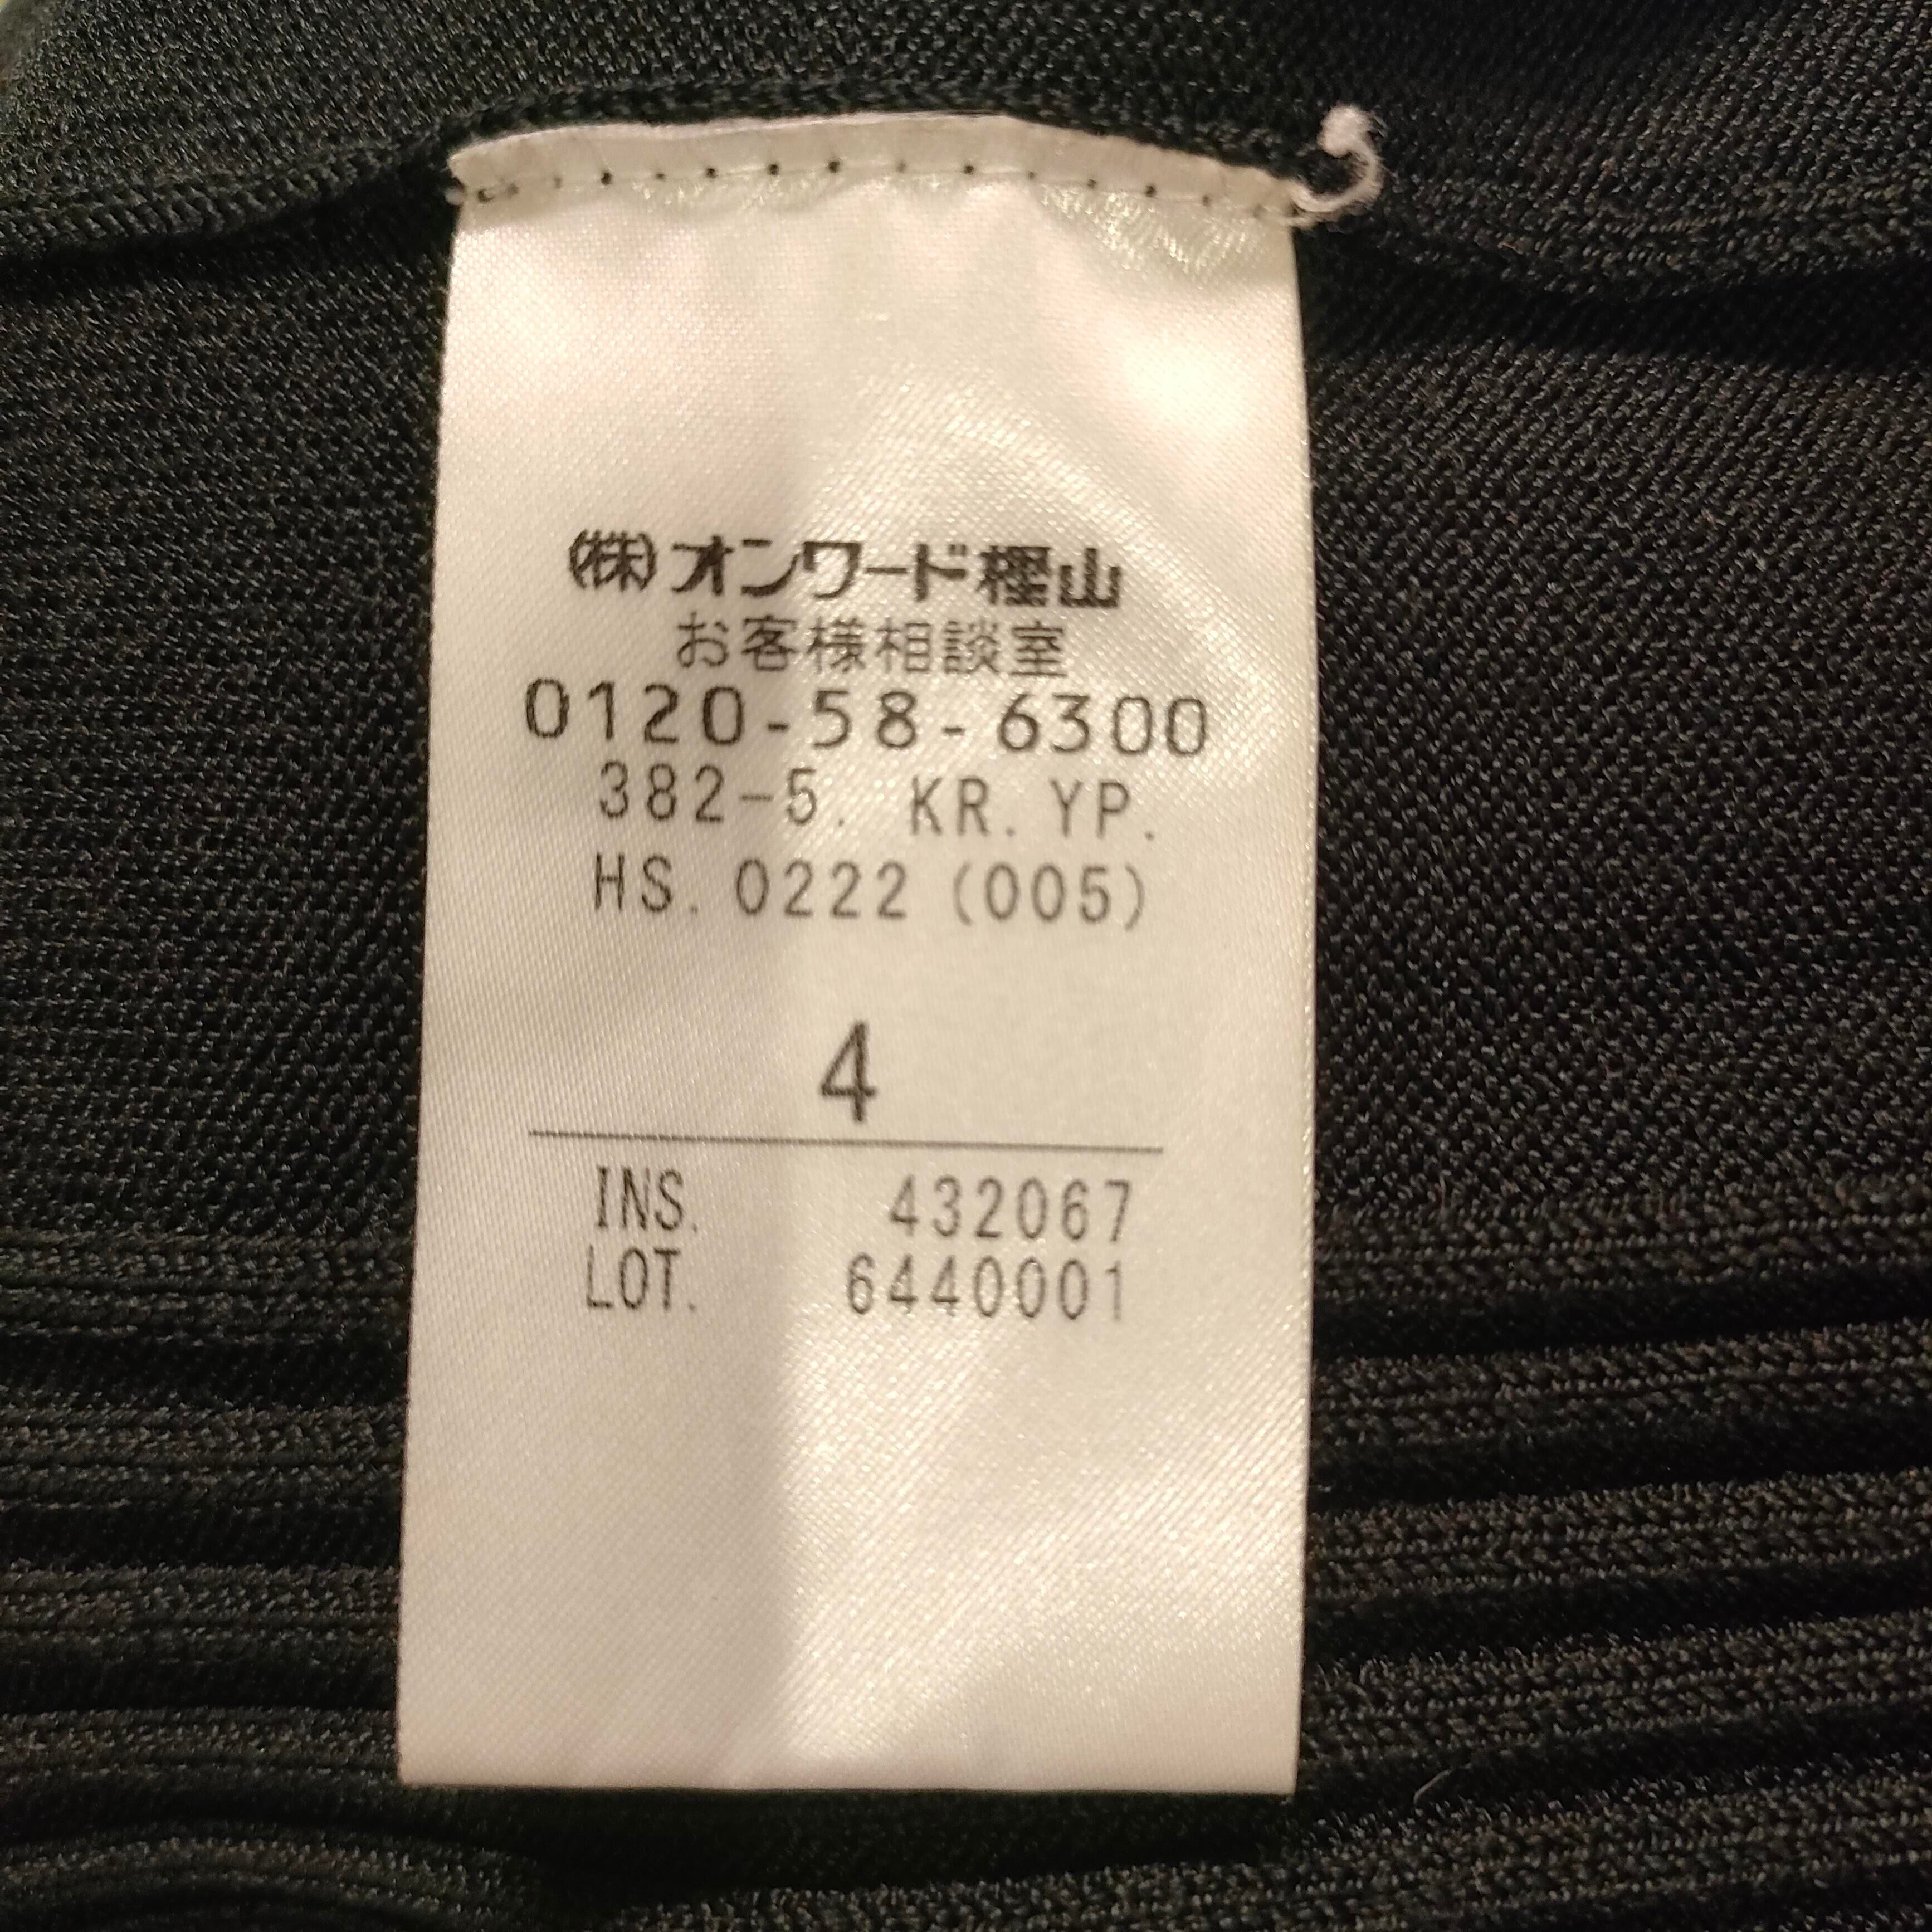 ㈱オンワード樫山
お客様相談室
0120-58-6300
382-5. KR. YP.
HS. 0222 (005)
4
INS. 432067
LOT. 6440001